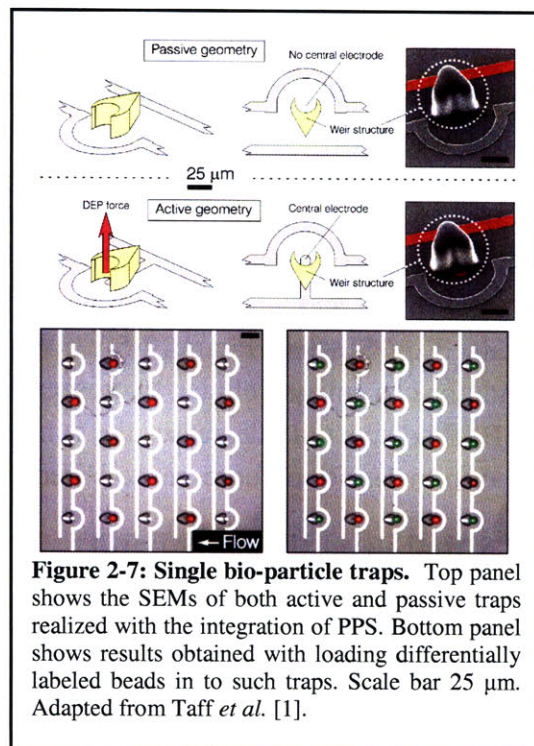 Passive geometry
No central electrode
Weir structure
25 µm
DEP force
Active geometry
Central electrode
Weir structure
← Flow
Figure 2-7: Single bio-particle traps. Top panel
shows the SEMs of both active and passive traps
realized with the integration of PPS. Bottom panel
shows results obtained with loading differentially
labeled beads in to such traps. Scale bar 25 µm.
Adapted from Taff et al. [1].